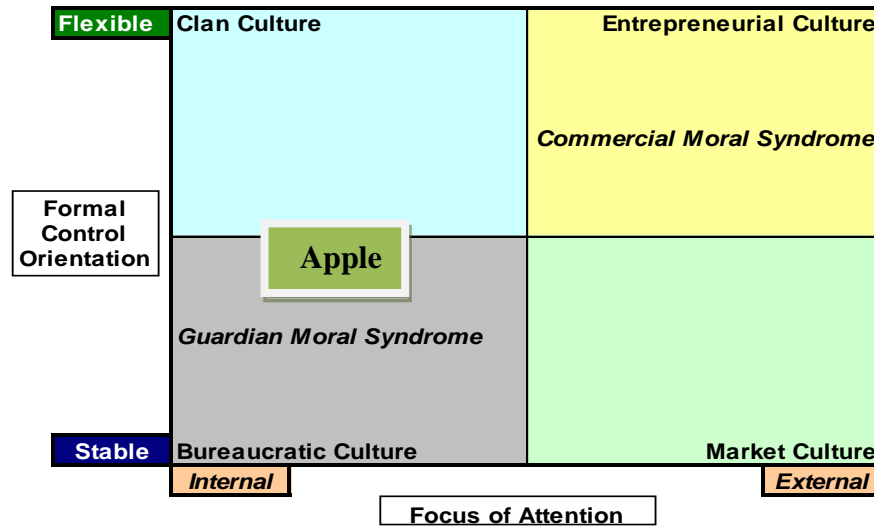 Flexible
Clan Culture
Entrepreneurial Culture
Commercial Moral Syndrome
Formal
Control
Orientation
Apple
Guardian Moral Syndrome
Stable
Bureaucratic Culture
Market Culture
Internal
External
Focus of Attention